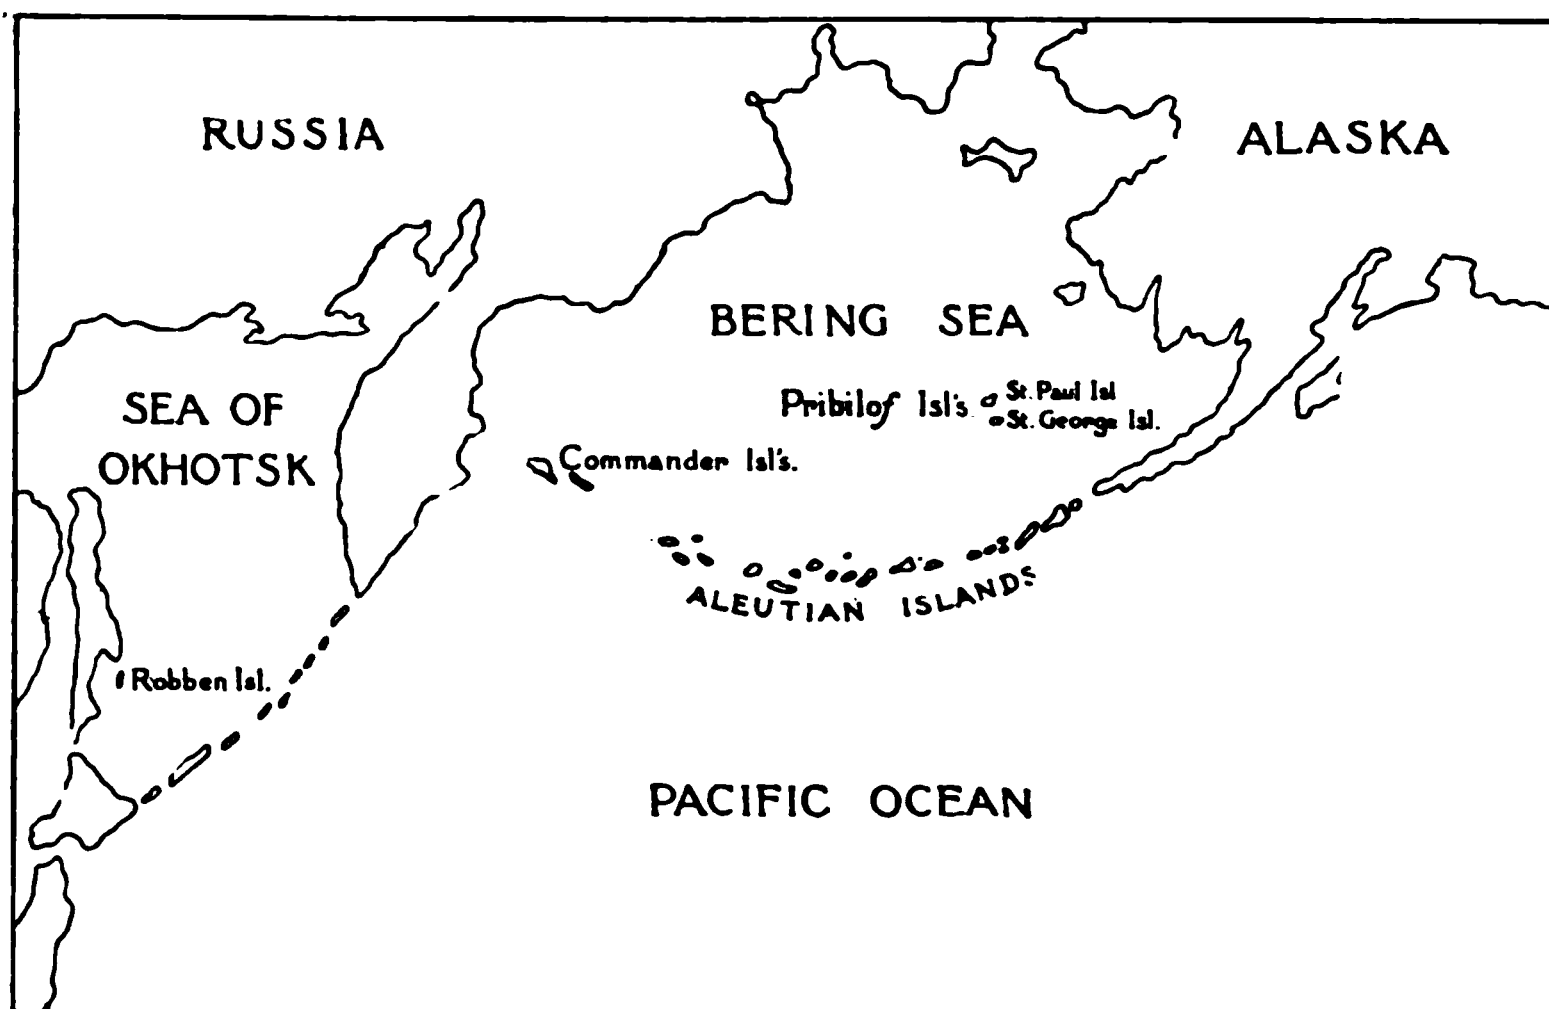 RUSSIA
ALASKA
BERING SEA
SEA OF
OKHOTSK
Pribilof Isl's.
St. Paul Isl
St. George Isl.
Commander Isl's.
ALEUTIAN ISLANDS
Robben Isl.
PACIFIC OCEAN